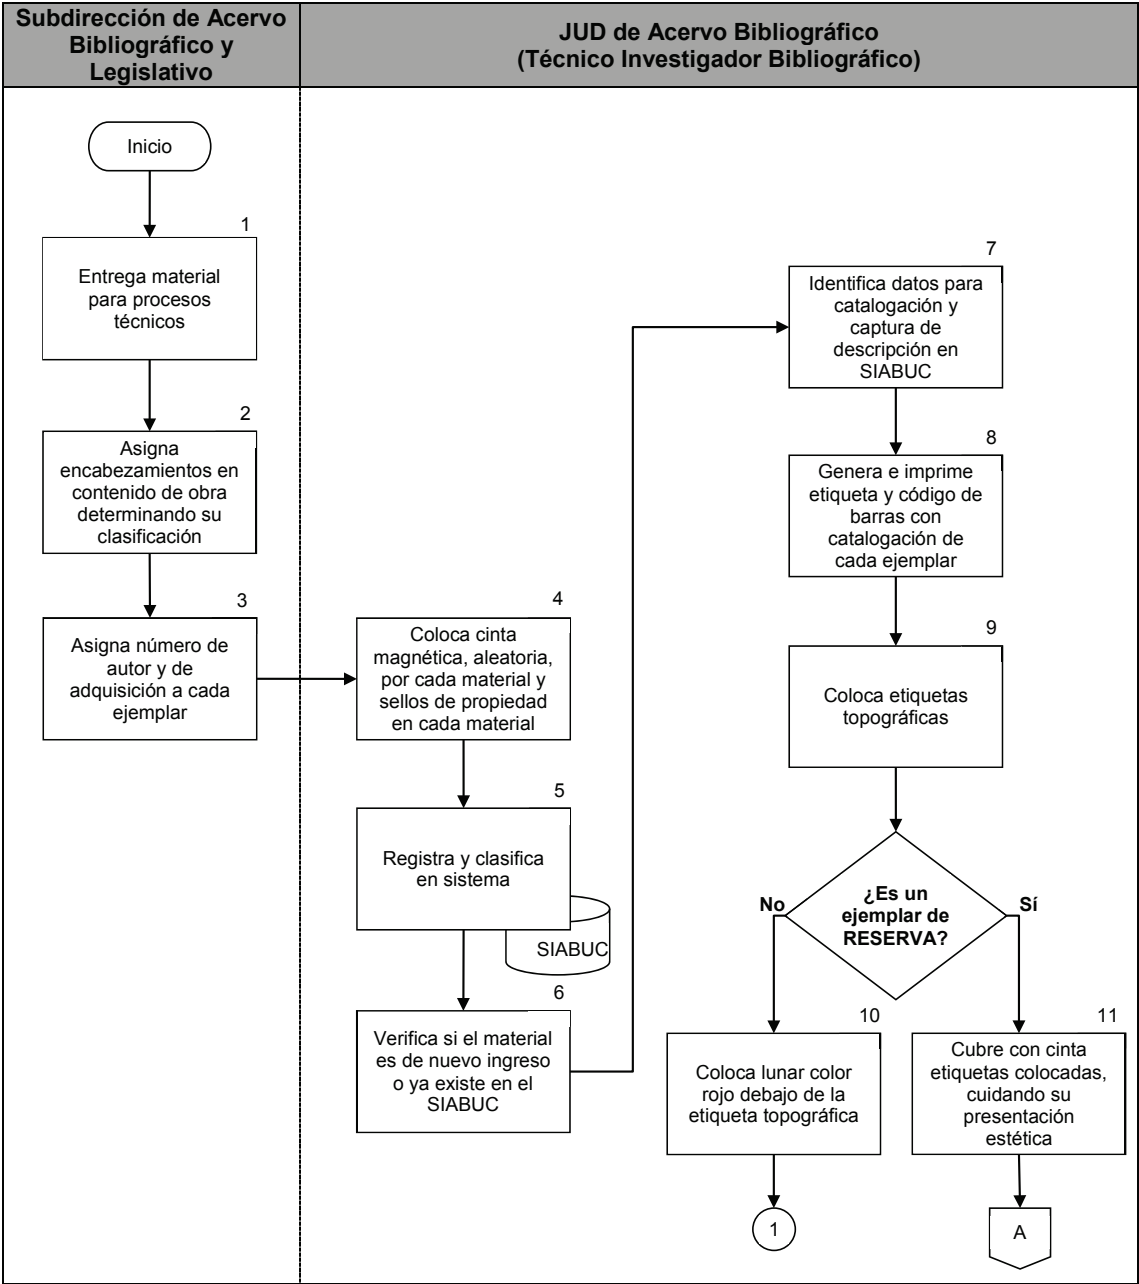 Subdirección de Acervo
Bibliográfico y
Legislativo
JUD de Acervo Bibliográfico
(Técnico Investigador Bibliográfico)
Inicio
1
Entrega material
para procesos
técnicos
2
Asigna
encabezamientos en
contenido de obra
determinando su
clasificación
3
Asigna número de
autor y de
adquisición a cada
ejemplar
4
Coloca cinta
magnética, aleatoria,
por cada material y
sellos de propiedad
en cada material
5
Registra y clasifica
en sistema
SIABUC
6
Verifica si el material
es de nuevo ingreso
o ya existe en el
SIABUC
7
Identifica datos para
catalogación y
captura de
descripción en
SIABUC
8
Genera e imprime
etiqueta y código de
barras con
catalogación de
cada ejemplar
9
Coloca etiquetas
topográficas
¿Es un
ejemplar de
RESERVA?
No
Sí
10
Coloca lunar color
rojo debajo de la
etiqueta topográfica
1
11
Cubre con cinta
etiquetas colocadas,
cuidando su
presentación
estética
A